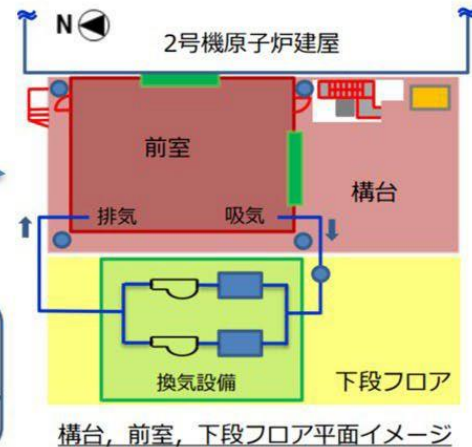 N
2号機原子炉建屋
前室
構台
排気
吸気
換気設備
下段フロア
構台，前室，下段フロア平面イメージ